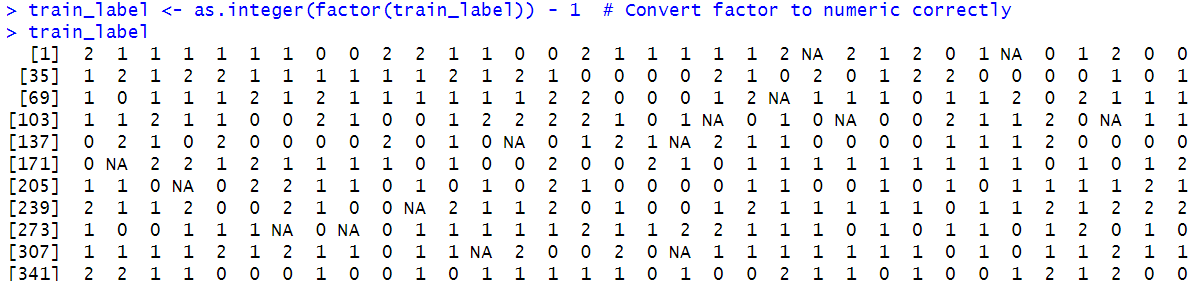 > train_label <- as.integer(factor(train_label)) - 1  # Convert factor to numeric correctly
> train_label
[1] 2 1 1 1 1 1 1 0 0 2 2 1 1 0 0 2 1 1 1 1 1 2 NA 2 1 2 0 1 NA 0 1 2 0 0
[35] 1 2 1 2 2 1 1 1 1 1 1 2 1 2 1 0 0 0 0 2 1 0 2 0 1 2 2 0 0 0 0 1 0 1
[69] 1 0 1 1 1 2 1 2 1 1 1 1 1 1 2 2 0 0 0 1 2 NA 1 1 1 0 1 1 2 0 2 1 1 1
[103] 1 1 2 1 1 0 0 2 1 0 0 1 2 2 2 2 1 0 1 NA 0 1 0 NA 0 0 2 1 1 2 0 NA 1 1
[137] 0 2 1 0 2 0 0 0 0 2 0 1 0 NA 0 1 2 1 NA 2 1 1 0 0 0 0 1 1 1 2 0 0 0 0
[171] 0 NA 2 2 1 2 1 1 1 1 0 1 0 0 2 0 0 2 1 0 1 1 1 1 1 1 1 1 1 1 0 1 0 1 2
[205] 1 1 0 NA 0 2 2 1 1 0 1 0 1 0 2 1 0 0 0 0 1 1 0 0 1 0 1 0 1 1 1 1 2 1
[239] 2 1 1 2 0 0 2 1 0 0 NA 2 1 1 2 0 1 0 0 1 2 1 1 1 1 1 0 1 1 2 1 2 2 2
[273] 1 0 0 1 1 1 NA 0 NA 0 1 1 1 1 1 2 1 1 2 2 1 1 1 0 1 0 1 1 0 1 2 0 1 0
[307] 1 1 1 1 2 1 2 1 1 0 1 1 NA 2 0 0 2 0 NA 1 1 1 1 1 1 1 1 0 1 0 1 1 2 1 1
[341] 2 2 1 1 0 0 0 1 0 0 1 0 1 1 1 1 1 0 1 0 0 2 1 1 0 1 0 0 1 2 1 2 0 0